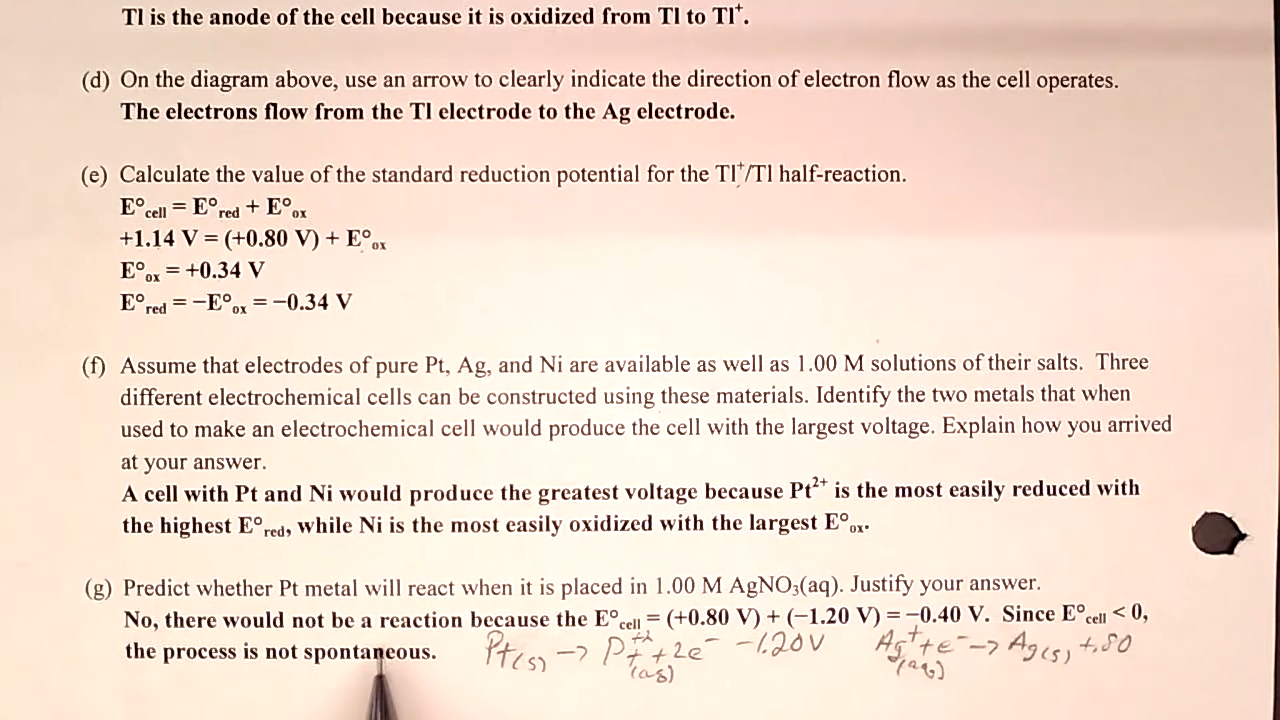 Tl is the anode of the cell because it is oxidized from Tl to Tl⁺.
(d) On the diagram above, use an arrow to clearly indicate the direction of electron flow as the cell operates.
The electrons flow from the Tl electrode to the Ag electrode.
(e) Calculate the value of the standard reduction potential for the Tl⁺/Tl half-reaction.
E°cell = E°red + E°ox
+1.14 V = (+0.80 V) + E°ox
E°ox = +0.34 V
E°red = −E°ox = −0.34 V
(f) Assume that electrodes of pure Pt, Ag, and Ni are available as well as 1.00 M solutions of their salts. Three
different electrochemical cells can be constructed using these materials. Identify the two metals that when
used to make an electrochemical cell would produce the cell with the largest voltage. Explain how you arrived
at your answer.
A cell with Pt and Ni would produce the greatest voltage because Pt²⁺ is the most easily reduced with
the highest E°red, while Ni is the most easily oxidized with the largest E°ox.
(g) Predict whether Pt metal will react when it is placed in 1.00 M AgNO₃(aq). Justify your answer.
No, there would not be a reaction because the E°cell = (+0.80 V) + (−1.20 V) = −0.40 V. Since E°cell < 0,
the process is not spontaneous. Pt(s) → Pt⁺²(aq) + 2e⁻ −1.20V Ag⁺(aq) + e⁻ → Ag(s) +.80